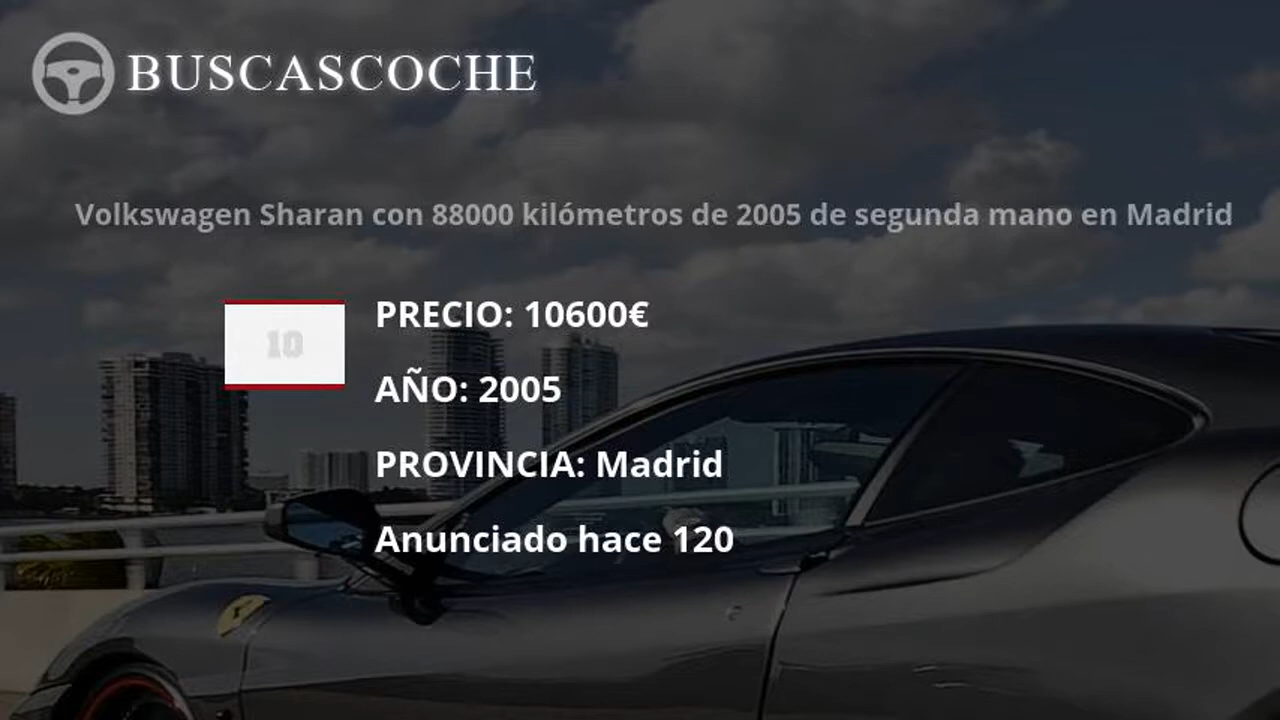 BUSCASCOCHE
Volkswagen Sharan con 88000 kilómetros de 2005 de segunda mano en Madrid
10
PRECIO: 10600€
AÑO: 2005
PROVINCIA: Madrid
Anunciado hace 120